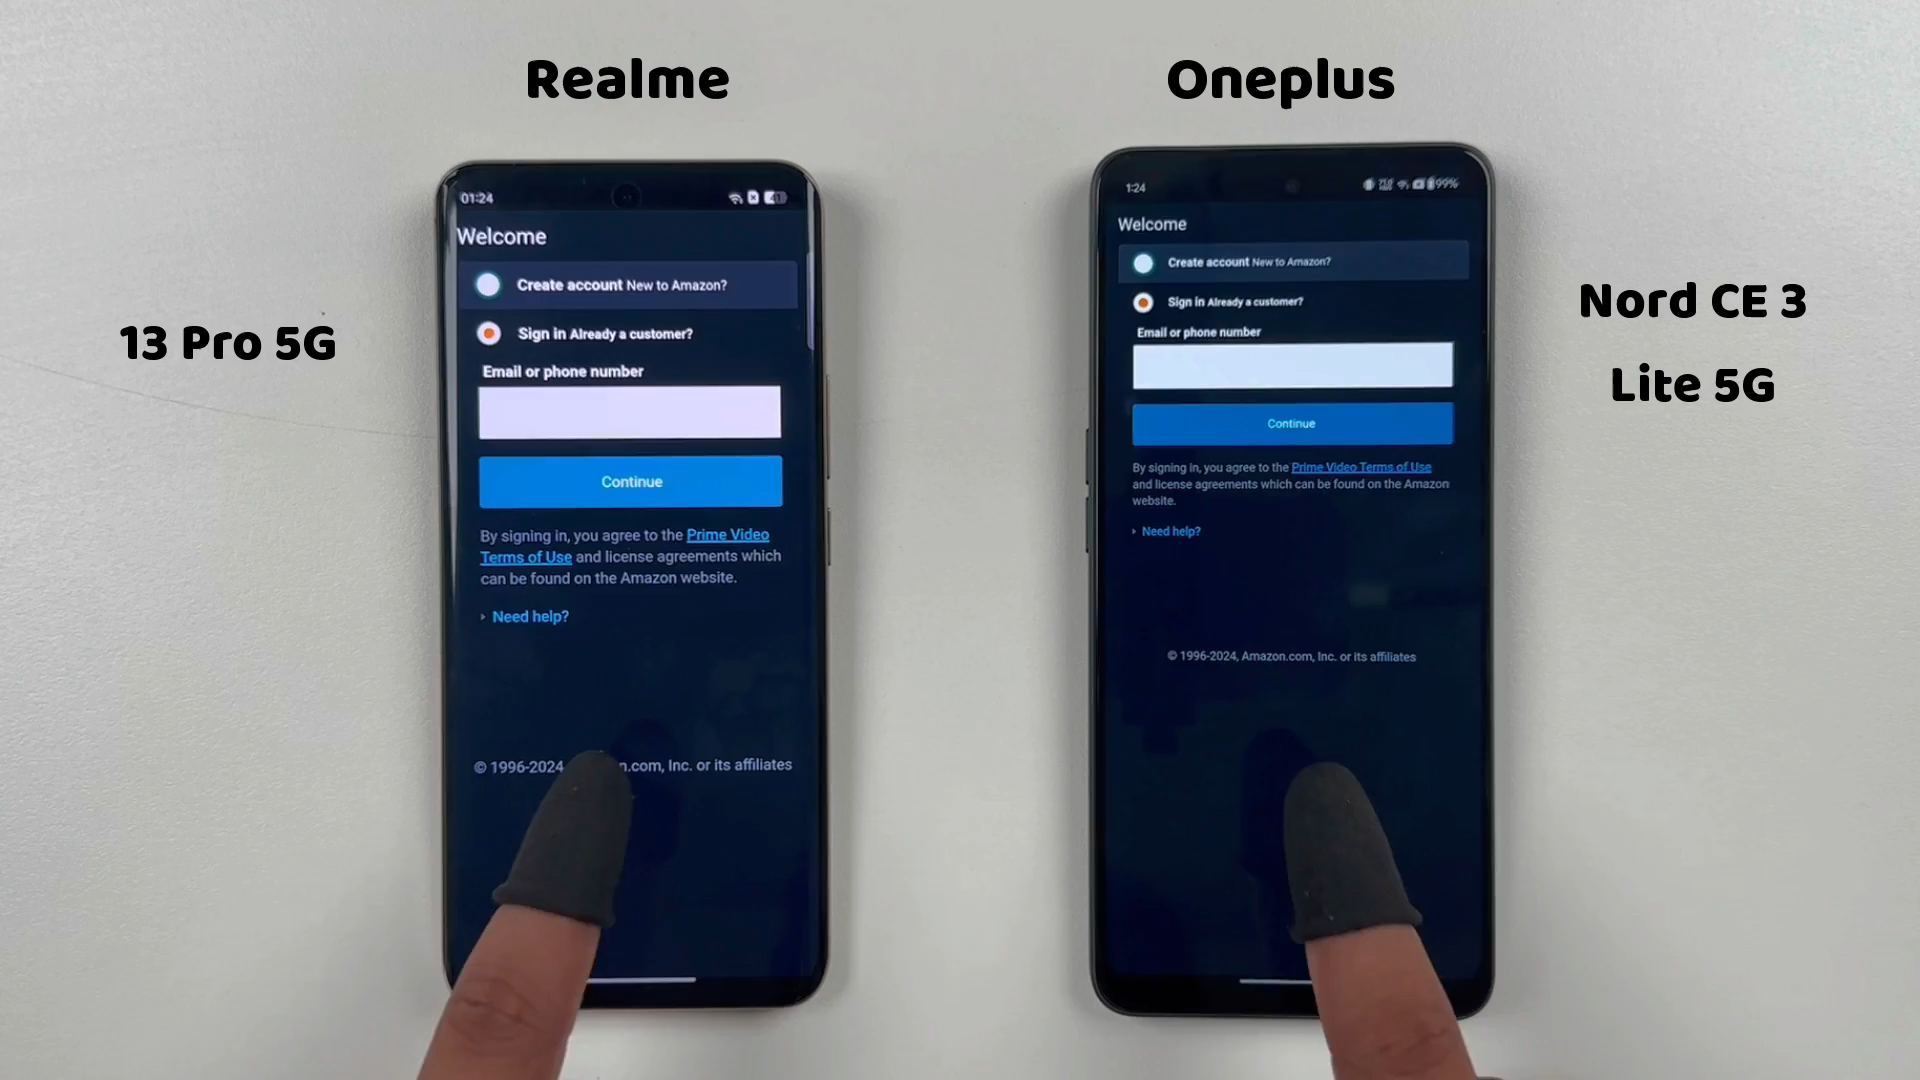 Realme
Oneplus
13 Pro 5G
Nord CE 3
Lite 5G
01:24
Welcome
Create account New to Amazon?
Sign in Already a customer?
Email or phone number
Continue
By signing in, you agree to the Prime Video
Terms of Use and license agreements which
can be found on the Amazon website.
Need help?
© 1996-2024 n.com, Inc. or its affiliates
1:24
99%
Welcome
Create account New to Amazon?
Sign in Already a customer?
Email or phone number
Continue
By signing in, you agree to the Prime Video Terms of Use
and license agreements which can be found on the Amazon
website.
Need help?
© 1996-2024, Amazon.com, Inc. or its affiliates